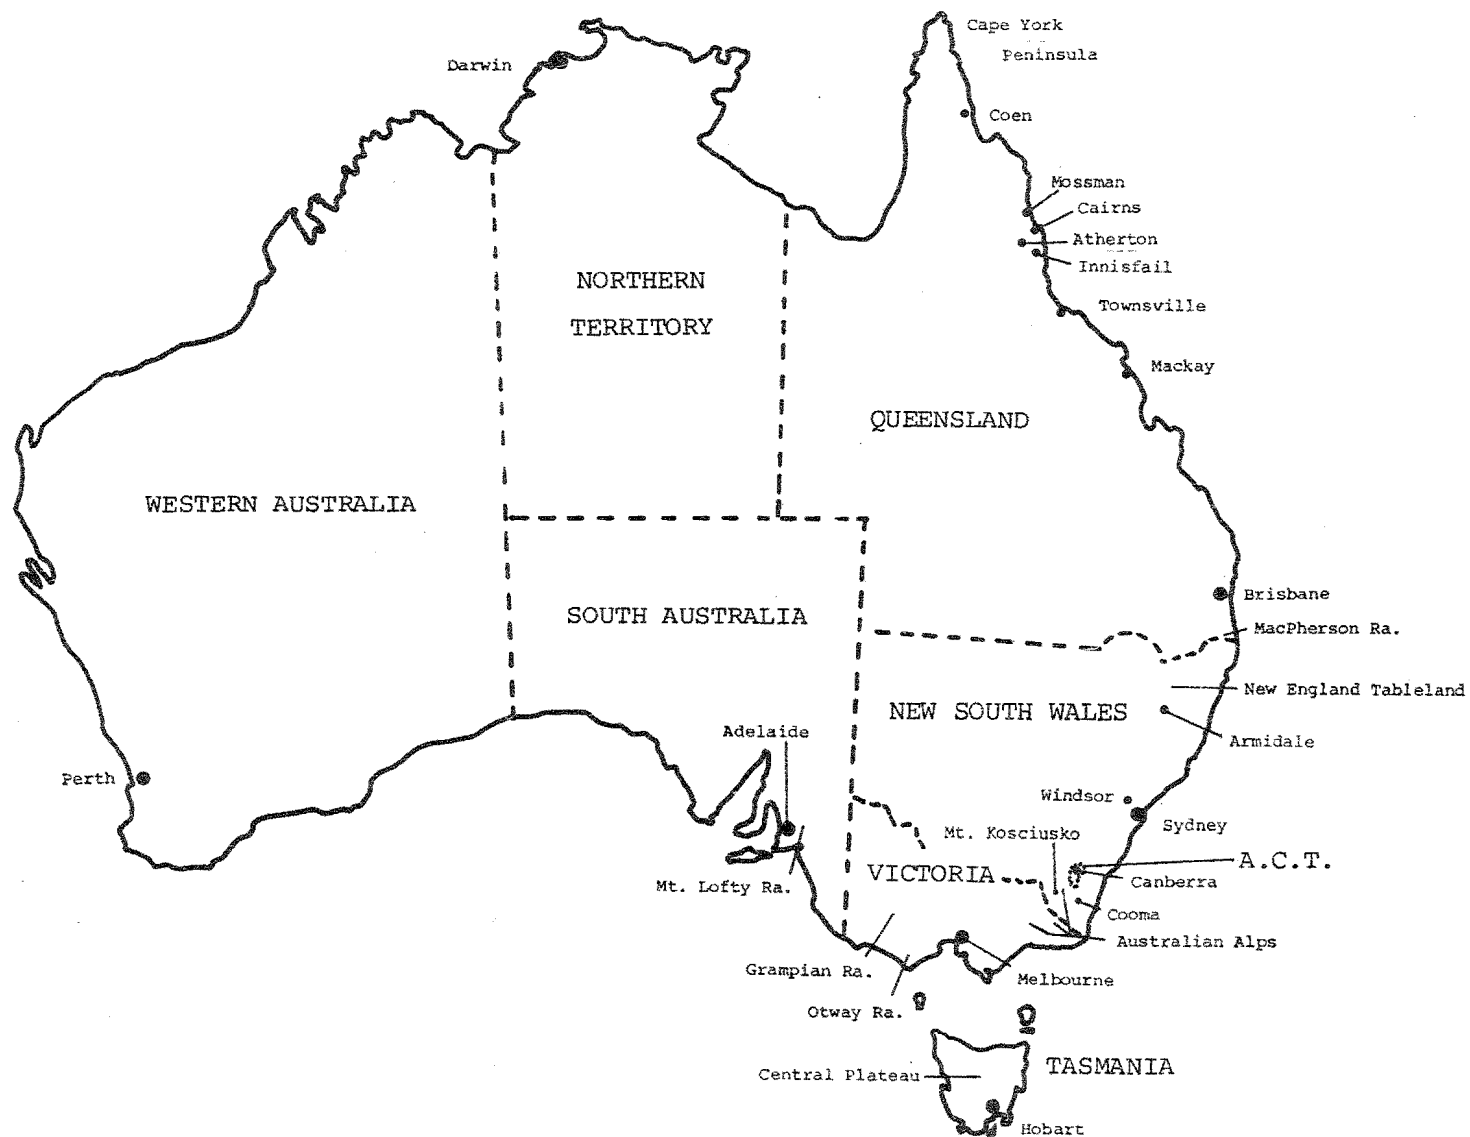 Cape York
Peninsula
Darwin
Coen
Mossman
Cairns
Atherton
Innisfail
NORTHERN
TERRITORY
Townsville
Mackay
QUEENSLAND
WESTERN AUSTRALIA
Brisbane
SOUTH AUSTRALIA
MacPherson Ra.
New England Tableland
NEW SOUTH WALES
Adelaide
Armidale
Perth
Windsor
Sydney
Mt. Kosciusko
A.C.T.
VICTORIA
Canberra
Mt. Lofty Ra.
Cooma
Australian Alps
Grampian Ra.
Melbourne
Otway Ra.
TASMANIA
Central Plateau
Hobart